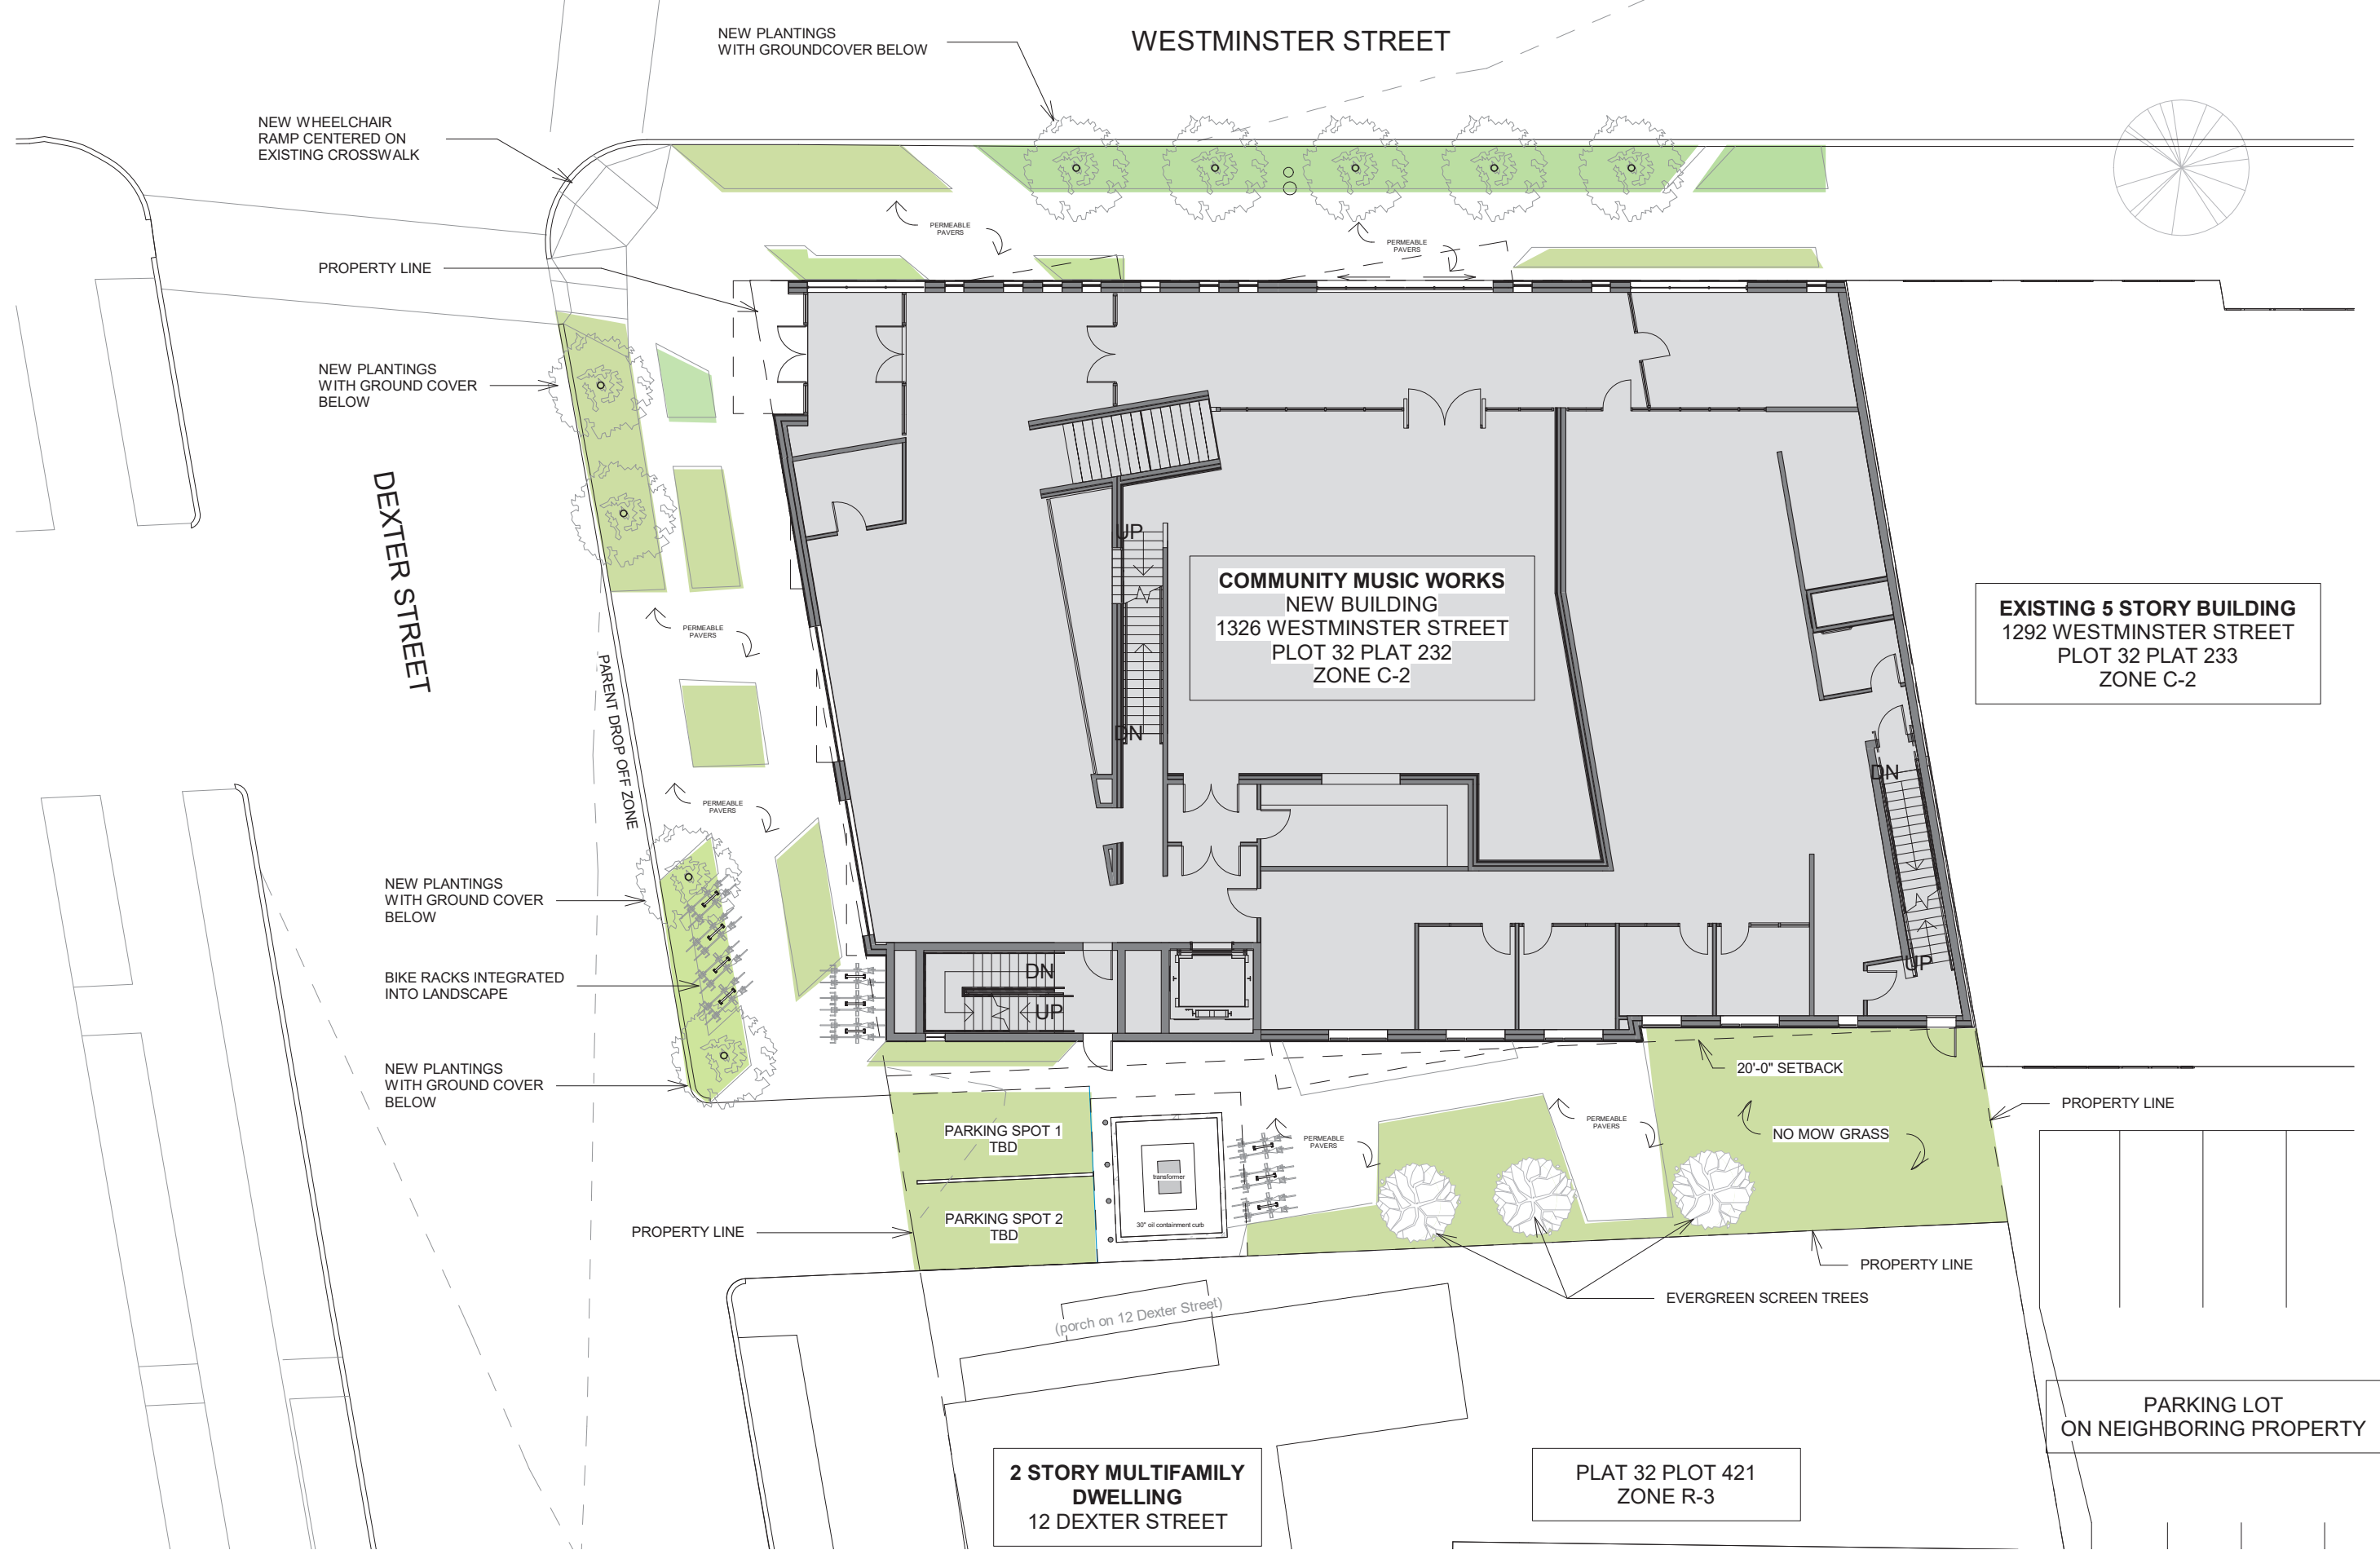 NEW PLANTINGS
WITH GROUNDCOVER BELOW
WESTMINSTER STREET
NEW WHEELCHAIR
RAMP CENTERED ON
EXISTING CROSSWALK
PERMEABLE
PAVERS
PERMEABLE
PAVERS
PROPERTY LINE
NEW PLANTINGS
WITH GROUND COVER
BELOW
DEXTER STREET
UP
COMMUNITY MUSIC WORKS
NEW BUILDING
1326 WESTMINSTER STREET
PLOT 32 PLAT 232
ZONE C-2
EXISTING 5 STORY BUILDING
1292 WESTMINSTER STREET
PLOT 32 PLAT 233
ZONE C-2
PERMEABLE
PAVERS
PARENT DROP OFF ZONE
DN
DN
PERMEABLE
PAVERS
NEW PLANTINGS
WITH GROUND COVER
BELOW
BIKE RACKS INTEGRATED
INTO LANDSCAPE
DN
UP
UP
NEW PLANTINGS
WITH GROUND COVER
BELOW
20'-0" SETBACK
PROPERTY LINE
PARKING SPOT 1
TBD
PERMEABLE
PAVERS
PERMEABLE
PAVERS
NO MOW GRASS
transformer
PARKING SPOT 2
TBD
30" oil containment curb
PROPERTY LINE
PROPERTY LINE
EVERGREEN SCREEN TREES
(porch on 12 Dexter Street)
PARKING LOT
ON NEIGHBORING PROPERTY
2 STORY MULTIFAMILY
DWELLING
12 DEXTER STREET
PLAT 32 PLOT 421
ZONE R-3